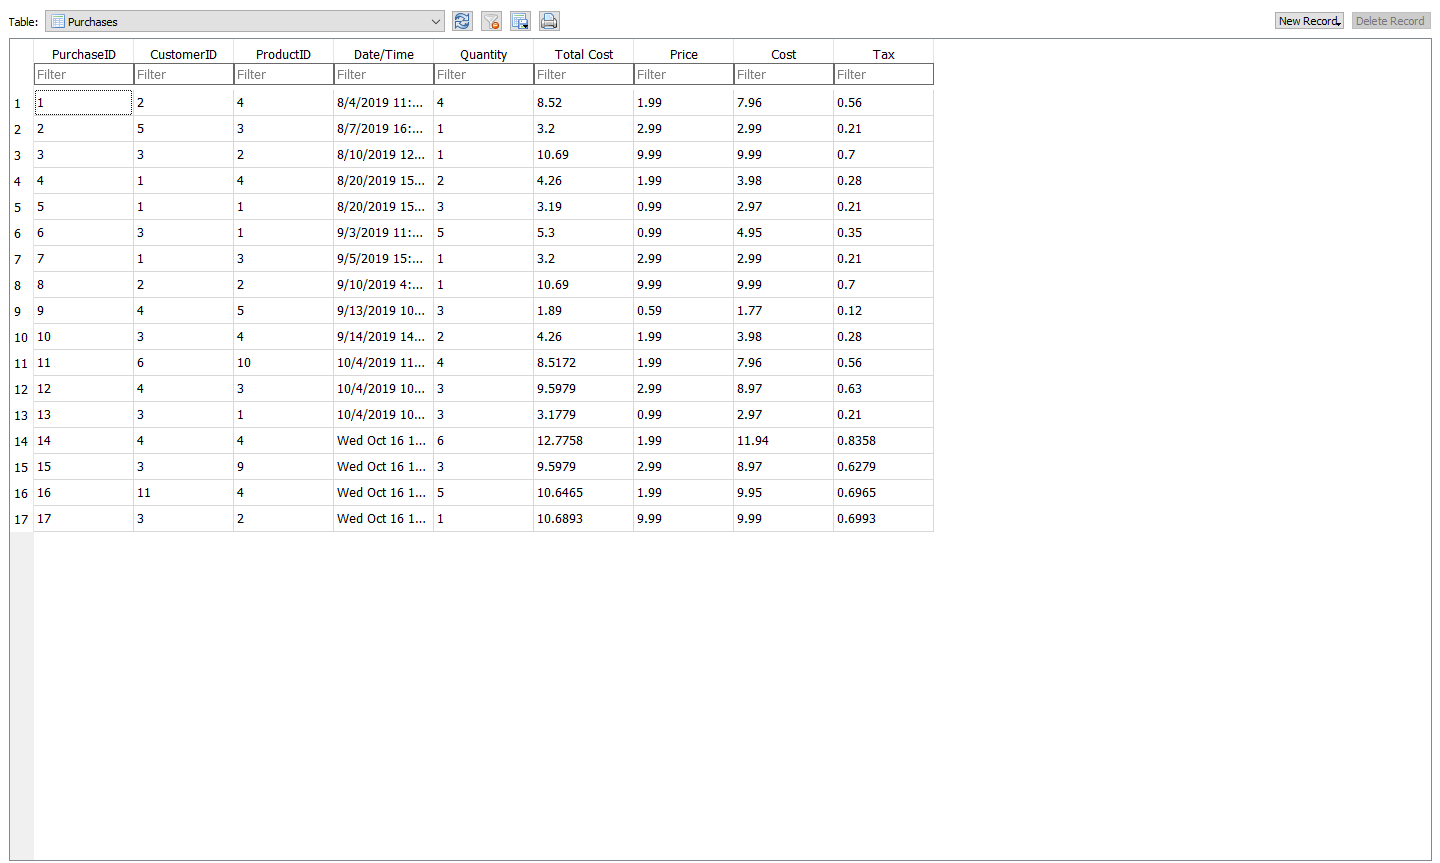 Table: Purchases New Record Delete Record
PurchaseID CustomerID ProductID Date/Time Quantity Total Cost Price Cost Tax
Filter Filter Filter Filter Filter Filter Filter Filter Filter
1 1 2 4 8/4/2019 11:... 4 8.52 1.99 7.96 0.56
2 2 5 3 8/7/2019 16:... 1 3.2 2.99 2.99 0.21
3 3 3 2 8/10/2019 12... 1 10.69 9.99 9.99 0.7
4 4 1 4 8/20/2019 15... 2 4.26 1.99 3.98 0.28
5 5 1 1 8/20/2019 15... 3 3.19 0.99 2.97 0.21
6 6 3 1 9/3/2019 11:... 5 5.3 0.99 4.95 0.35
7 7 1 3 9/5/2019 15:... 1 3.2 2.99 2.99 0.21
8 8 2 2 9/10/2019 4:... 1 10.69 9.99 9.99 0.7
9 9 4 5 9/13/2019 10... 3 1.89 0.59 1.77 0.12
10 10 3 4 9/14/2019 14... 2 4.26 1.99 3.98 0.28
11 11 6 10 10/4/2019 11... 4 8.5172 1.99 7.96 0.56
12 12 4 3 10/4/2019 10... 3 9.5979 2.99 8.97 0.63
13 13 3 1 10/4/2019 10... 3 3.1779 0.99 2.97 0.21
14 14 4 4 Wed Oct 16 1... 6 12.7758 1.99 11.94 0.8358
15 15 3 9 Wed Oct 16 1... 3 9.5979 2.99 8.97 0.6279
16 16 11 4 Wed Oct 16 1... 5 10.6465 1.99 9.95 0.6965
17 17 3 2 Wed Oct 16 1... 1 10.6893 9.99 9.99 0.6993